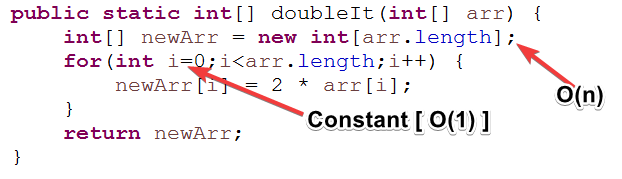 public static int[] doubleIt(int[] arr) {
int[] newArr = new int[arr.length];
for(int i=0;i<arr.length;i++) {
newArr[i] = 2 * arr[i];
O(n)
}
Constant [ O(1) ]
return newArr;
}